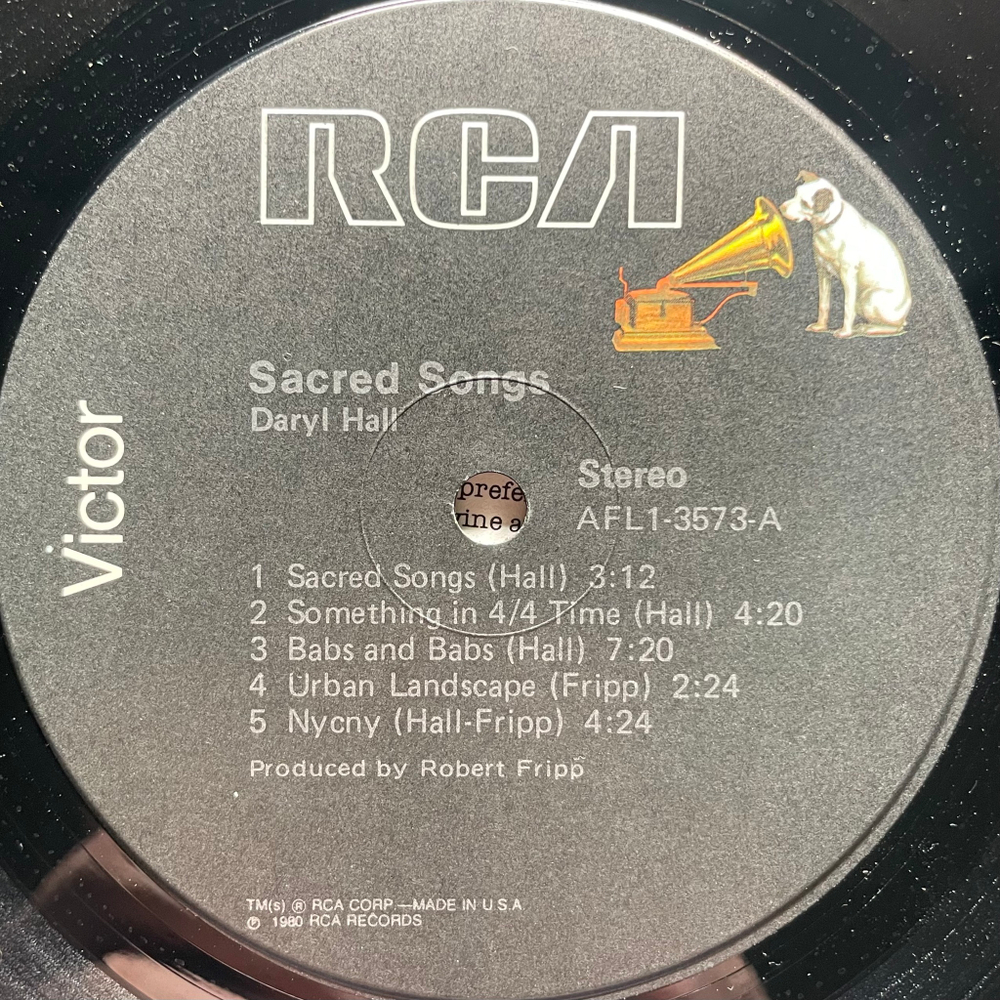 RCA
Victor
Sacred Songs
Daryl Hall
Stereo
AFL1-3573-A
prefe
vine a
1 Sacred Songs (Hall) 3:12
2 Something in 4/4 Time (Hall) 4:20
3 Babs and Babs (Hall) 7:20
4 Urban Landscape (Fripp) 2:24
5 Nycny (Hall-Fripp) 4:24
Produced by Robert Fripp
TM(s) ® RCA CORP.—MADE IN U.S.A
℗ 1980 RCA RECORDS